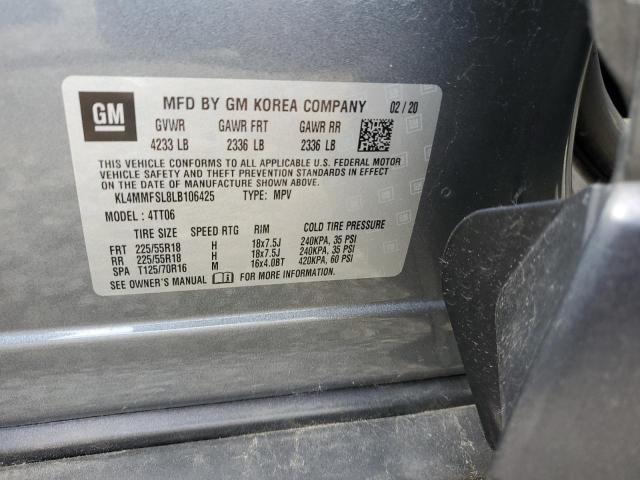 GM MFD BY GM KOREA COMPANY 02/20
GVWR GAWR FRT GAWR RR
4233 LB 2336 LB 2336 LB
THIS VEHICLE CONFORMS TO ALL APPLICABLE U.S. FEDERAL MOTOR
VEHICLE SAFETY AND THEFT PREVENTION STANDARDS IN EFFECT ON
THE DATE OF MANUFACTURE SHOWN ABOVE.
KL4MMFSL8LB106425 TYPE: MPV
MODEL: 4TT06
TIRE SIZE SPEED RTG RIM COLD TIRE PRESSURE
FRT 225/55R18 H 18x7.5J 240KPA, 35 PSI
RR 225/55R18 H 18x7.5J 240KPA, 35 PSI
SPA T125/70R16 M 16x4.0BT 420KPA, 60 PSI
SEE OWNER'S MANUAL FOR MORE INFORMATION.